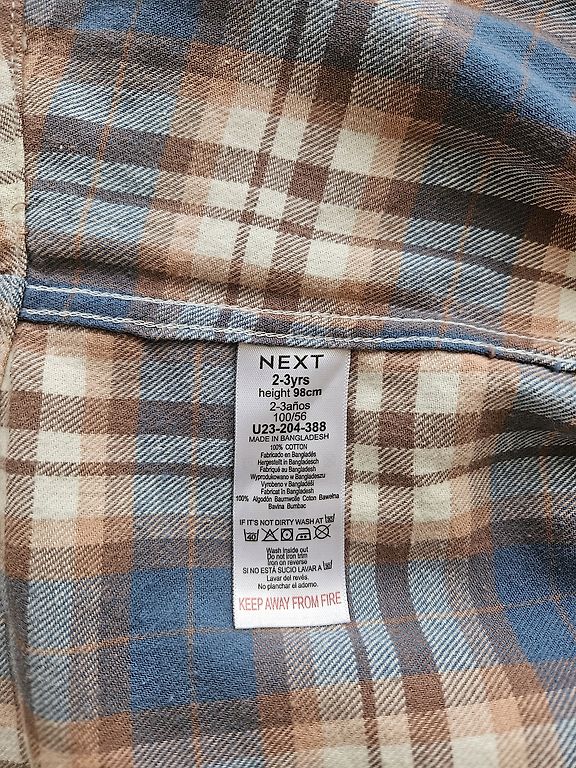 NEXT
2-3yrs
height 98cm
2-3años
100/56
U23-204-388
MADE IN BANGLADESH
100% COTTON
Fabricado en Bangladés
Hergestellt in Bangladesch
Fabriqué au Bangladesh
Wyprodukowano w Bangladeszu
Vyrobeno v Bangladéši
Fabricat în Bangladesh
100% Algodón Baumwolle Coton Bawełna
Bavlna Bumbac
IF IT'S NOT DIRTY WASH AT
40
Wash inside out
Do not iron trim
Iron on reverse
SI NO ESTÁ SUCIO LAVAR A
Lavar del revés.
No planchar el adorno.
KEEP AWAY FROM FIRE